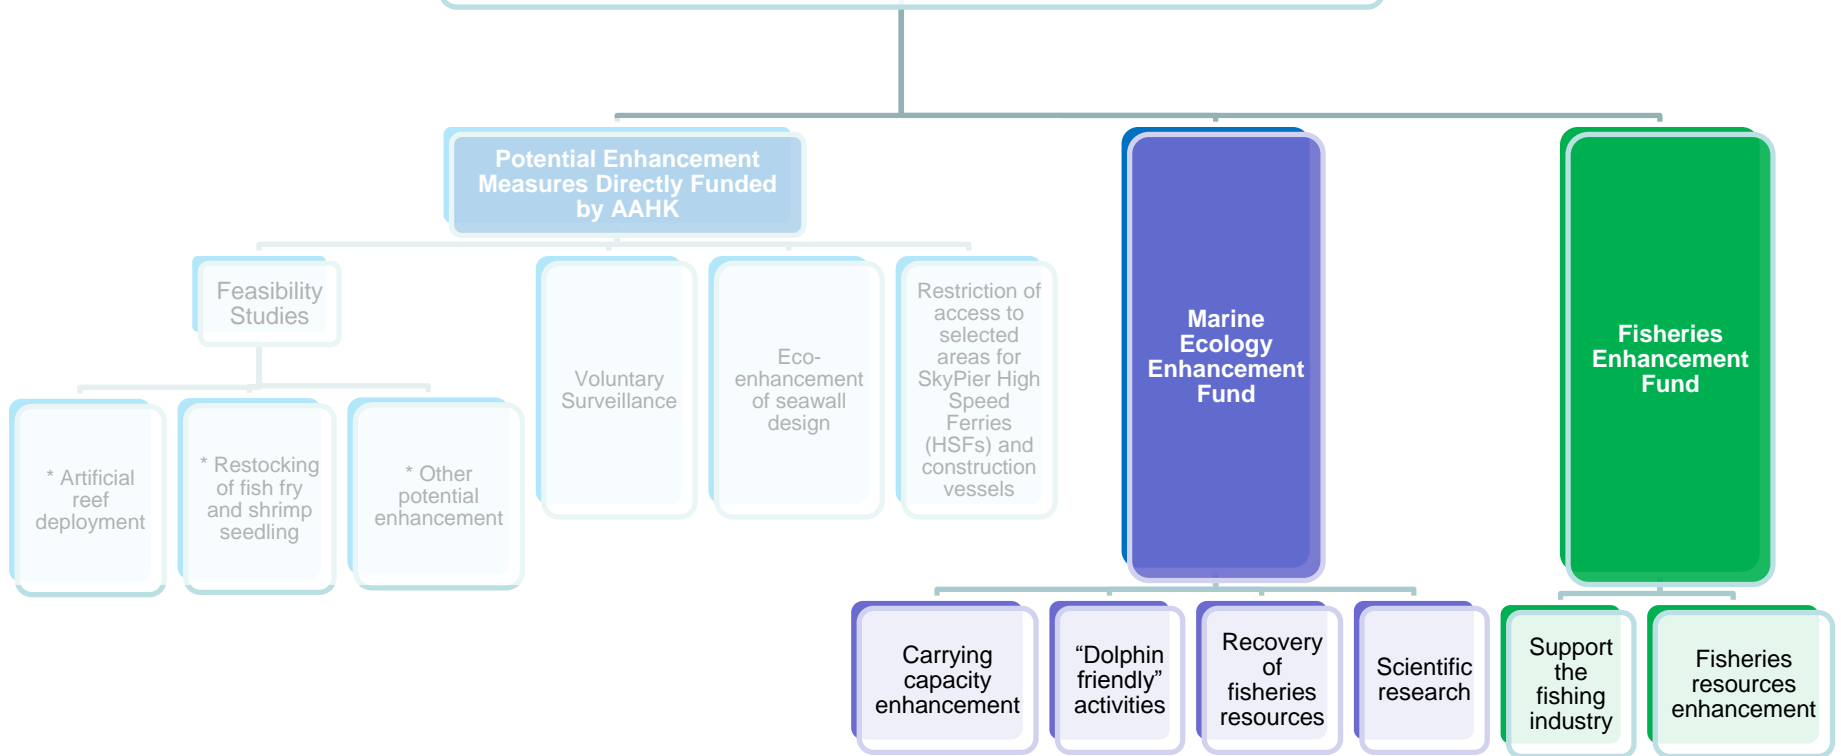 Potential Enhancement
Measures Directly Funded
by AAHK
Marine
Ecology
Enhancement
Fund
Fisheries
Enhancement
Fund
Feasibility
Studies
Voluntary
Surveillance
Eco-
enhancement
of seawall
design
Restriction of
access to
selected
areas for
SkyPier High
Speed
Ferries
(HSFs) and
construction
vessels
* Artificial
reef
deployment
* Restocking
of fish fry
and shrimp
seedling
* Other
potential
enhancement
Carrying
capacity
enhancement
“Dolphin
friendly”
activities
Recovery
of
fisheries
resources
Scientific
research
Support
the
fishing
industry
Fisheries
resources
enhancement